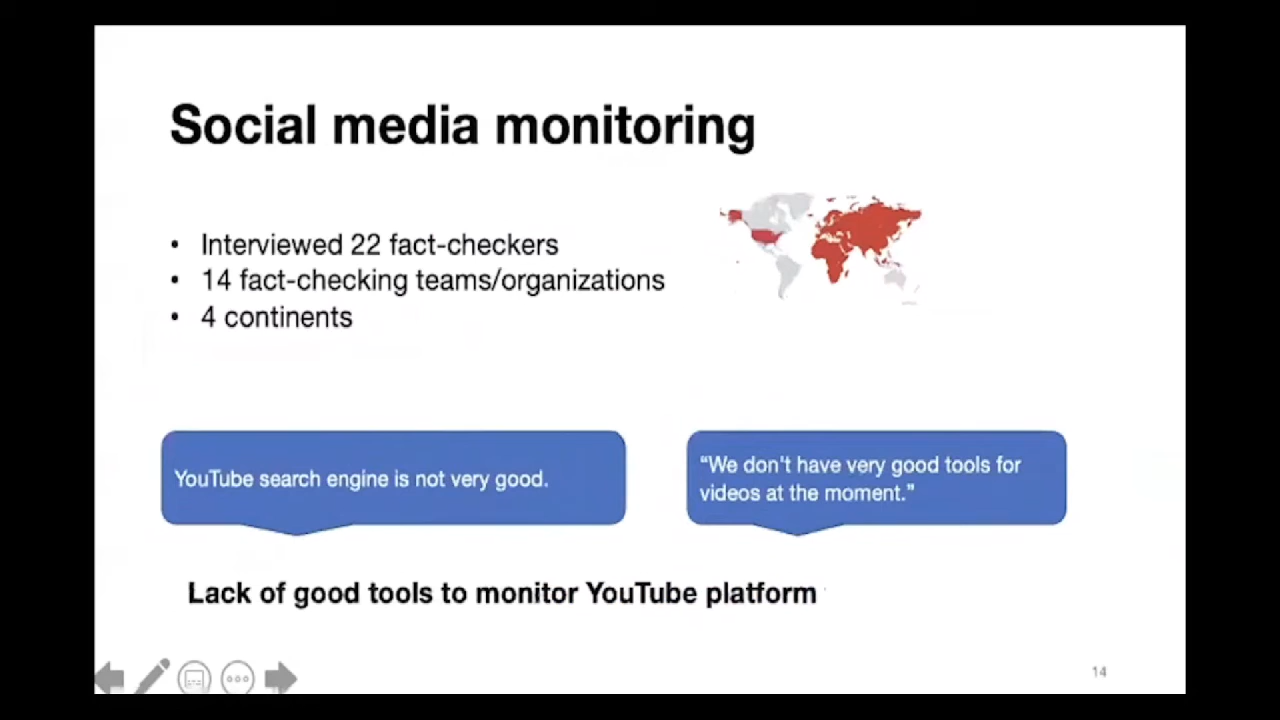 Social media monitoring
• Interviewed 22 fact-checkers
• 14 fact-checking teams/organizations
• 4 continents
YouTube search engine is not very good.
“We don't have very good tools for
videos at the moment.”
Lack of good tools to monitor YouTube platform
14